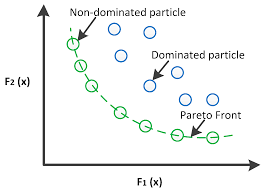 Non-dominated particle
Dominated particle
F2 (x)
Pareto Front
F1 (x)